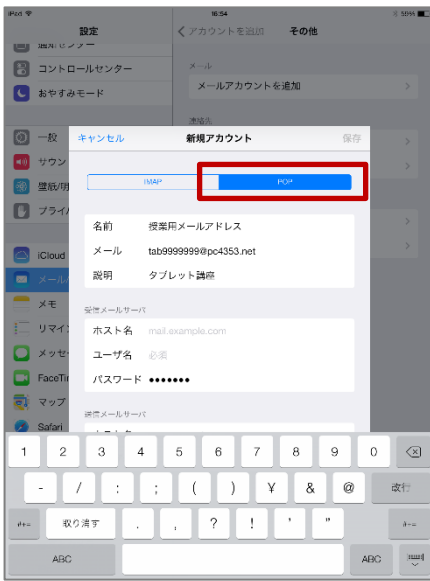 iPad
16:54
50%
設定
アカウントを追加
その他
通知センター
コントロールセンター
おやすみモード
メール
メールアカウントを追加
連絡先
一般
サウン
壁紙/明
プライ
iCloud
メール/
メモ
リマイ
メッセー
FaceTir
マップ
Safari
キャンセル
新規アカウント
保存
IMAP
POP
名前 授業用メールアドレス
メール tab9999999@pc4353.net
説明 タブレット講座
受信メールサーバ
ホスト名 mail.example.com
ユーザ名 必須
パスワード •••••••
送信メールサーバ
1 2 3 4 5 6 7 8 9 0
- / : ; ( ) ¥ & @ 改行
#+= 取り消す . , ? ! ' " #+=
ABC ABC